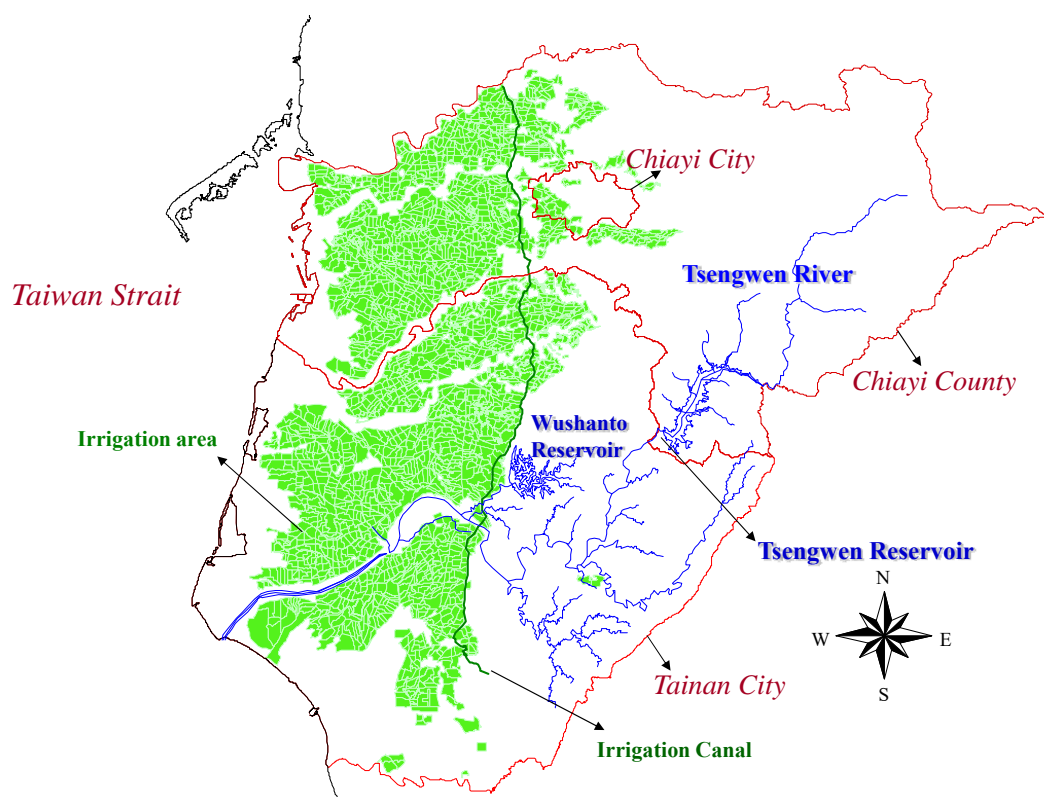 Chiayi City
Tsengwen River
Taiwan Strait
Chiayi County
Wushanto
Reservoir
Irrigation area
Tsengwen Reservoir
N
W
E
S
Tainan City
Irrigation Canal